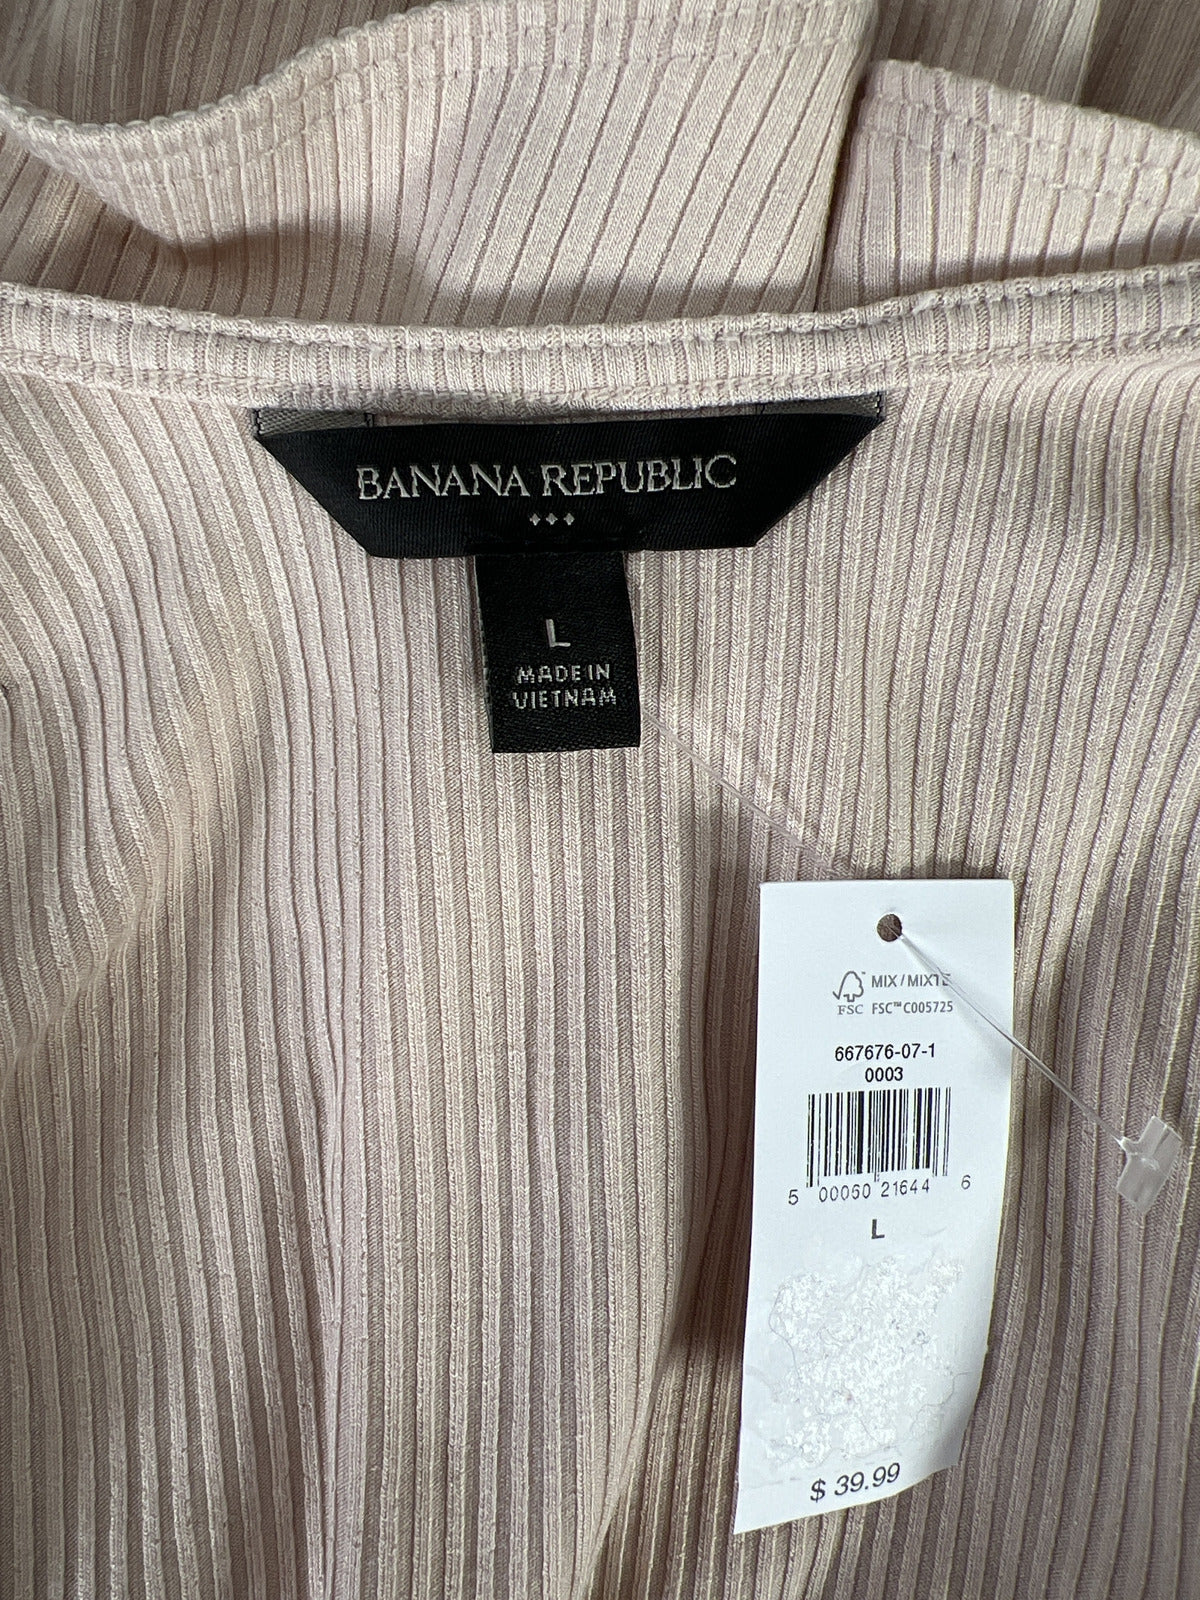 BANANA REPUBLIC
L
MADE IN
VIETNAM
MIX / MIXTE
FSC FSC™ C005725
667676-07-1
0003
5 00060 21644 6
L
$ 39.99